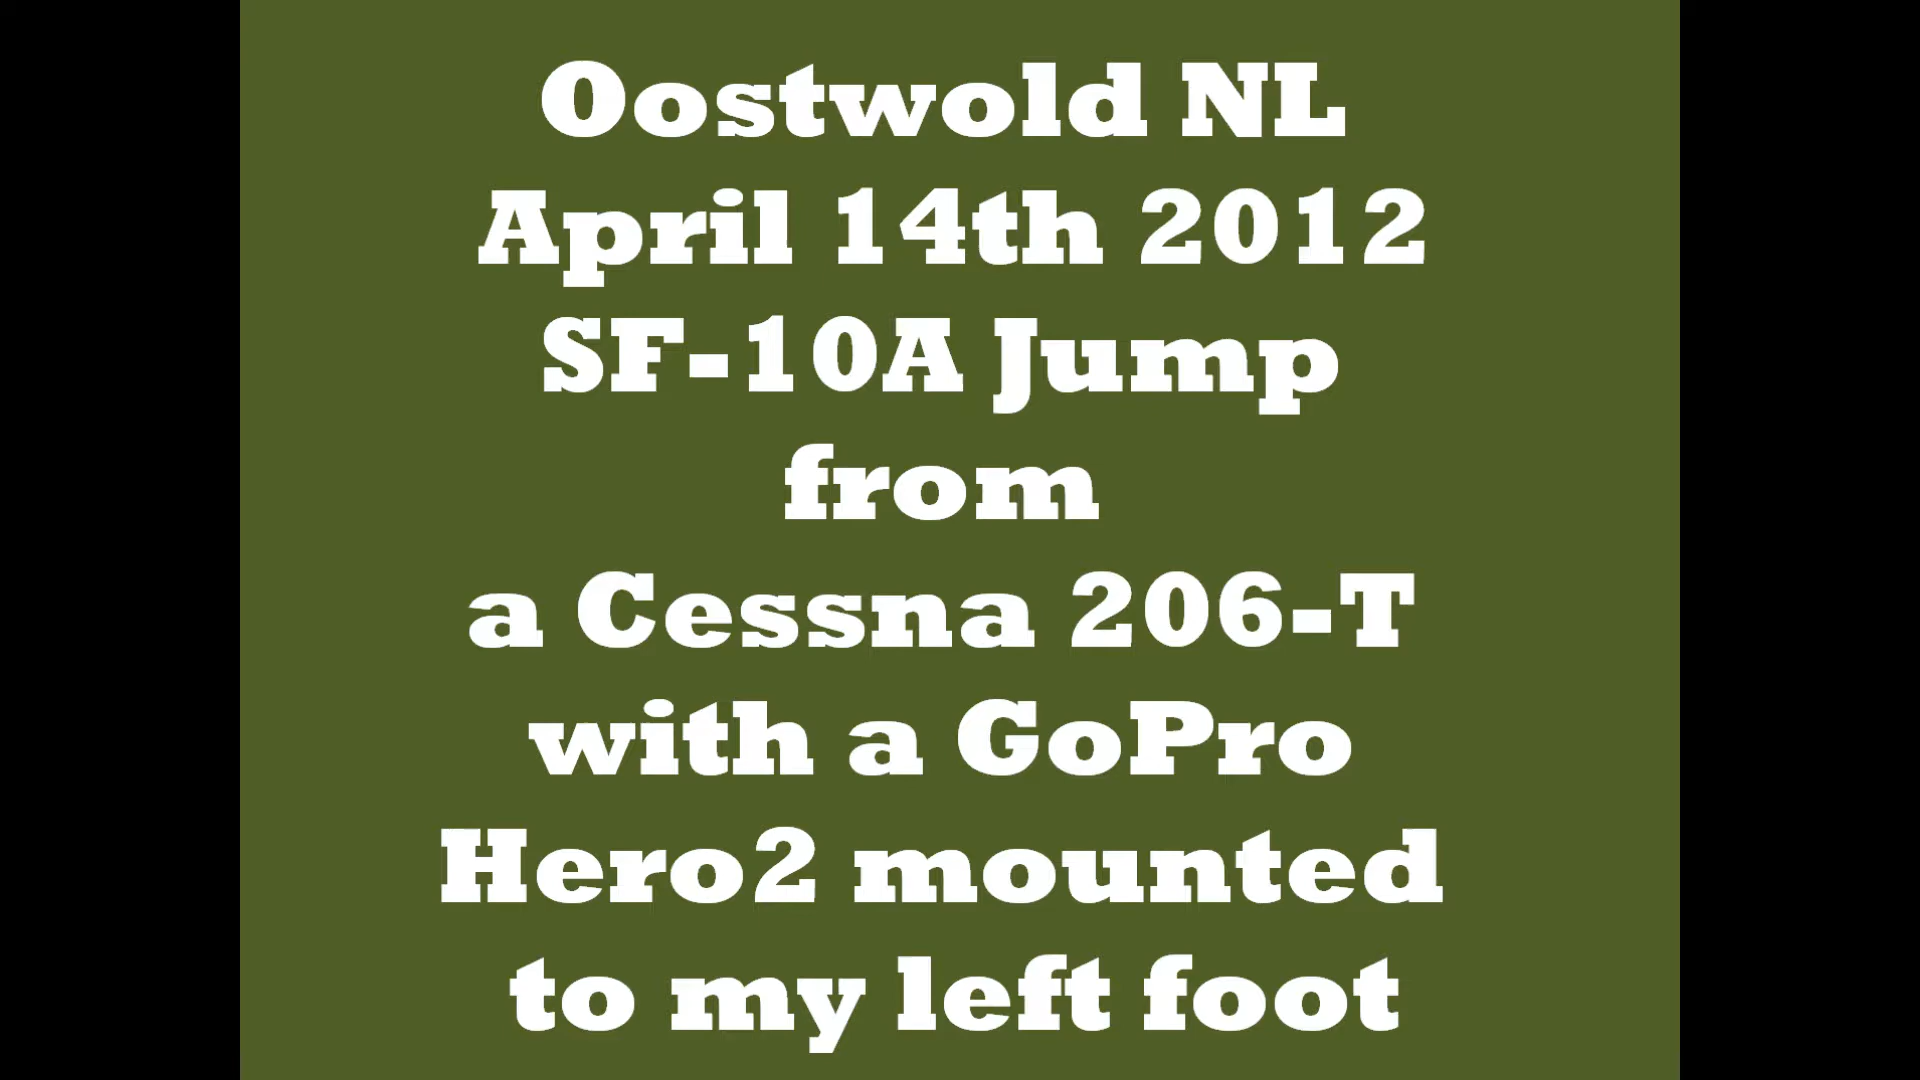 Oostwold NL
April 14th 2012
SF-10A Jump
from
a Cessna 206-T
with a GoPro
Hero2 mounted
to my left foot